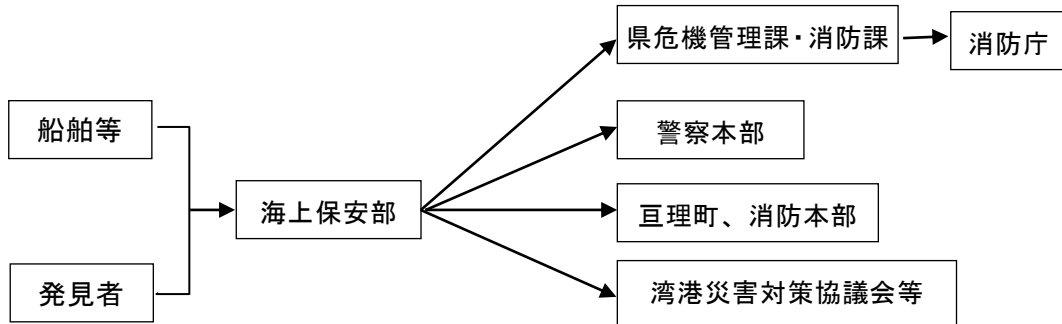 県危機管理課・消防課
消防庁
船舶等
警察本部
海上保安部
亘理町、消防本部
発見者
湾港災害対策協議会等